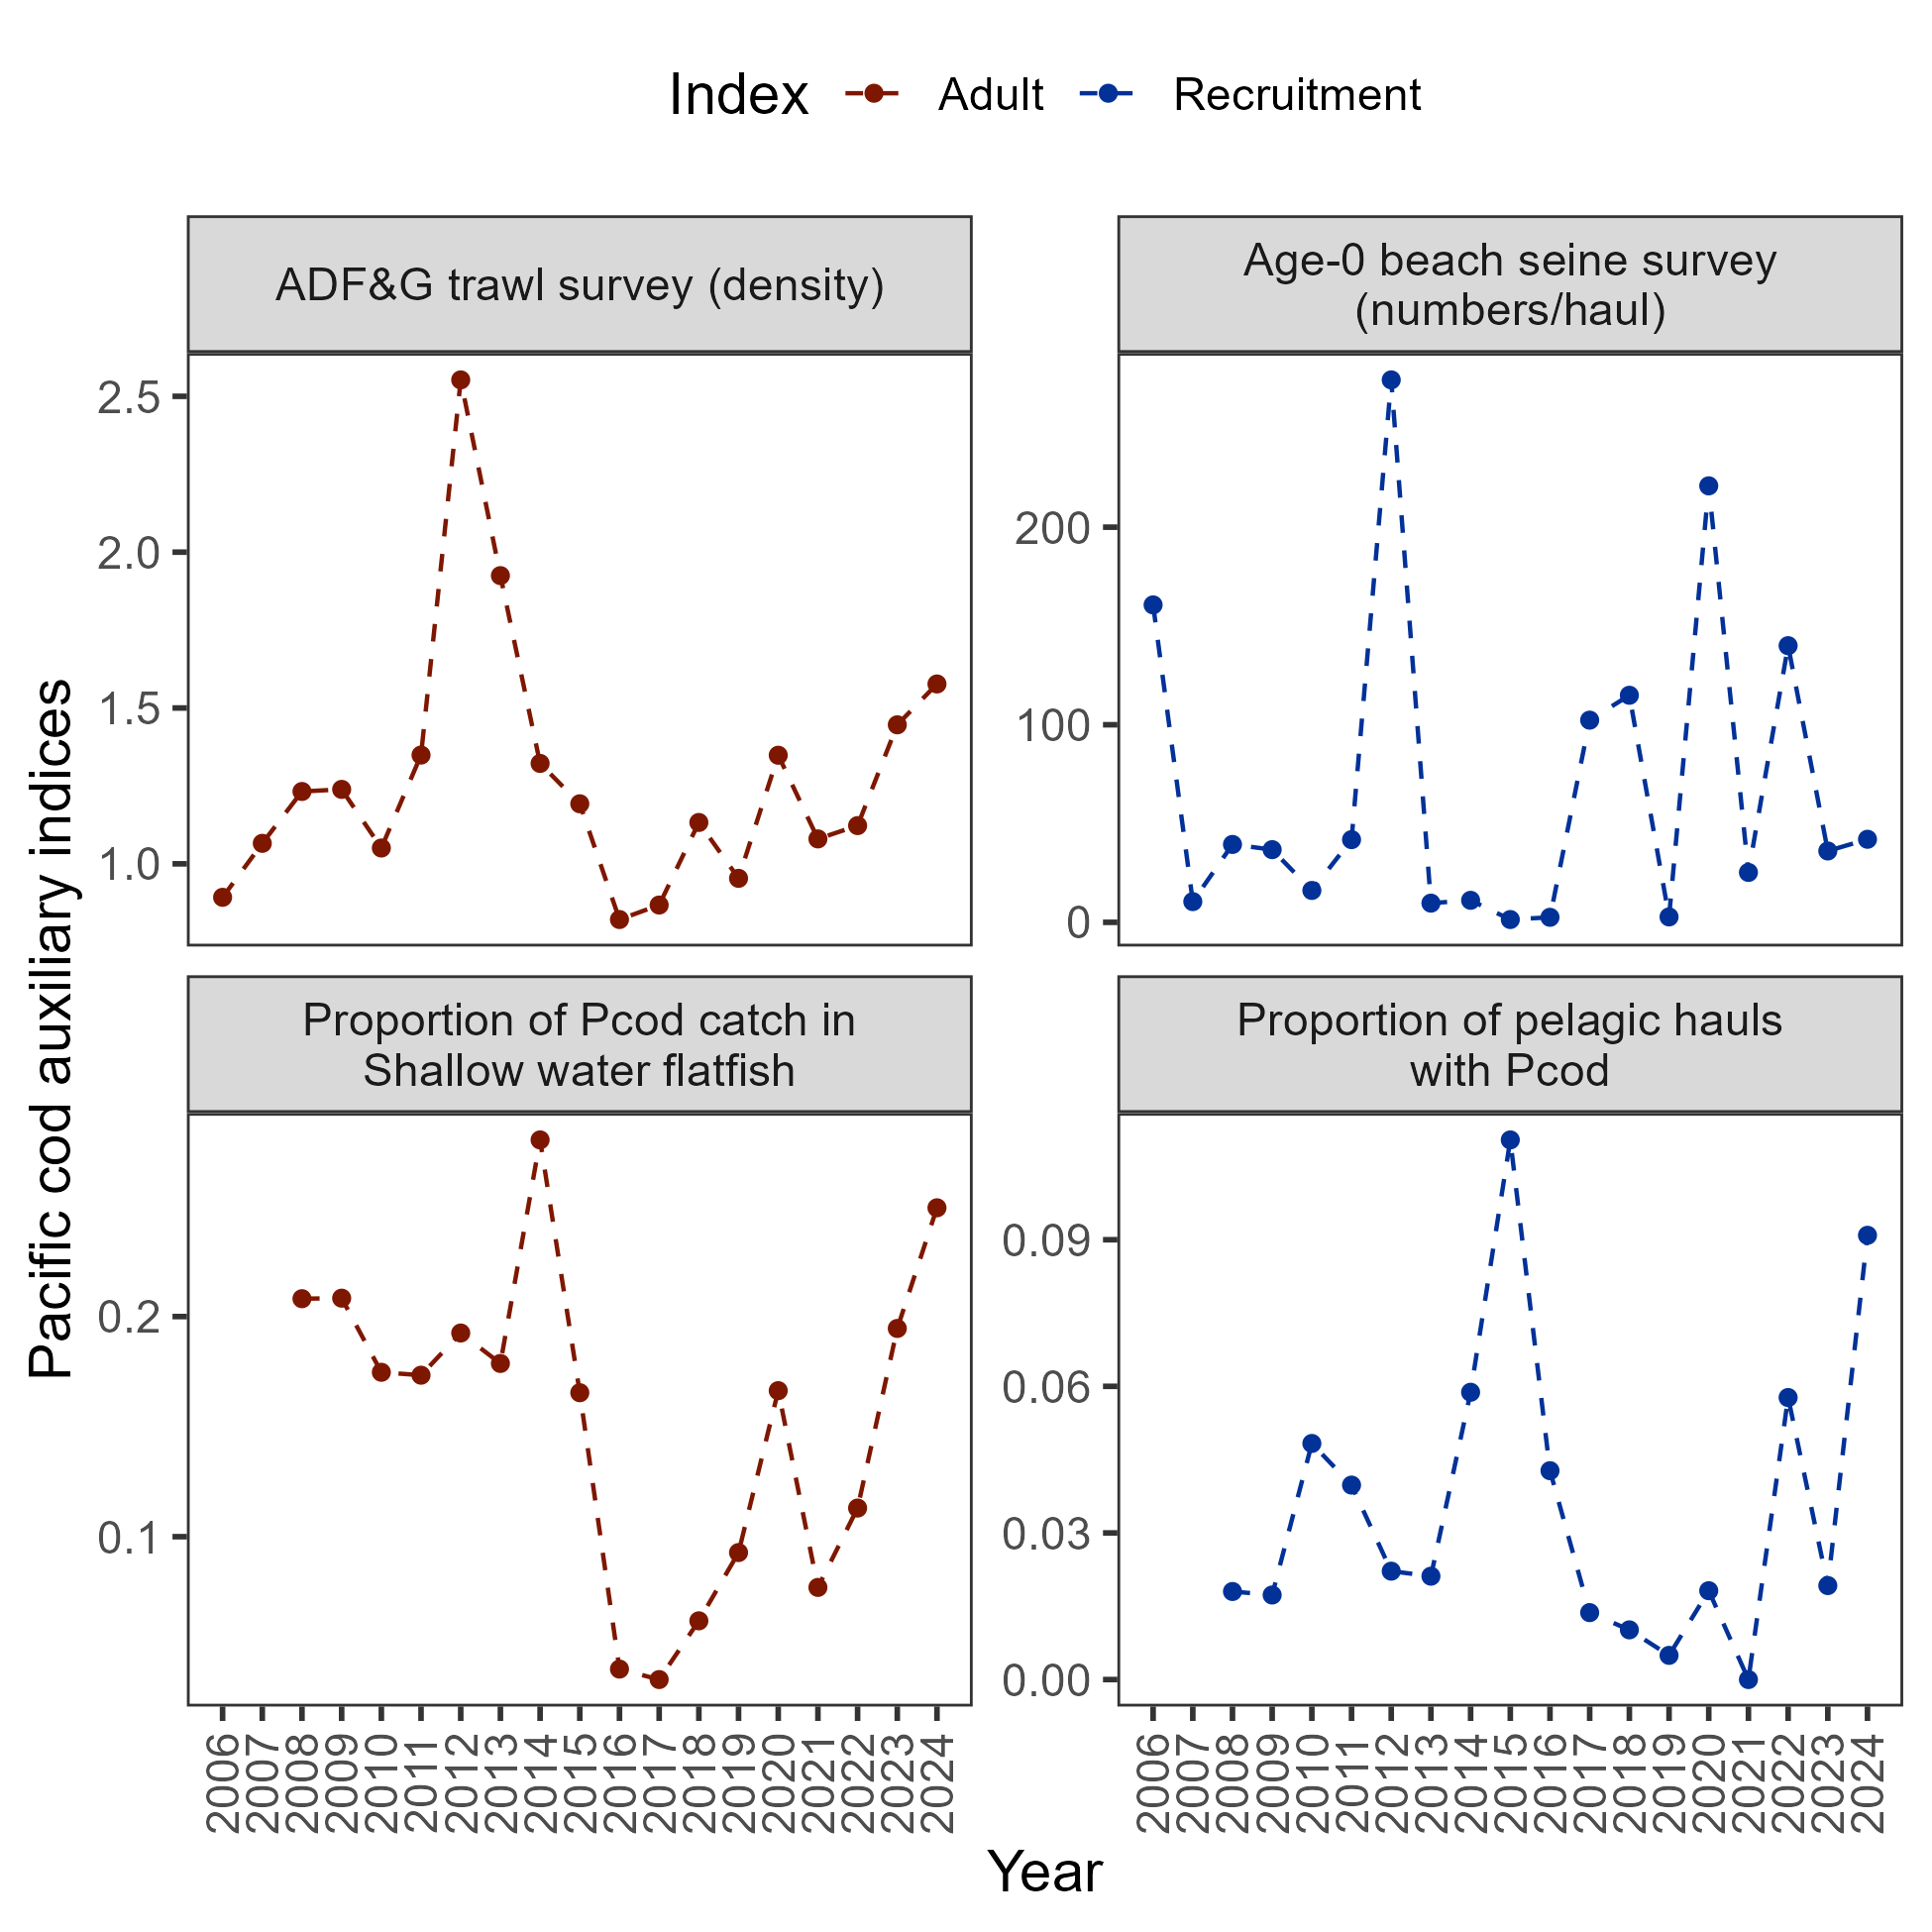 Index Adult Recruitment
ADF&G trawl survey (density)
Age-0 beach seine survey
(numbers/haul)
2.5
2.0
1.5
1.0
200
100
0
Pacific cod auxiliary indices
Proportion of Pcod catch in
Shallow water flatfish
Proportion of pelagic hauls
with Pcod
0.2
0.1
0.09
0.06
0.03
0.00
2006 2007 2008 2009 2010 2011 2012 2013 2014 2015 2016 2017 2018 2019 2020 2021 2022 2023 2024
2006 2007 2008 2009 2010 2011 2012 2013 2014 2015 2016 2017 2018 2019 2020 2021 2022 2023 2024
Year